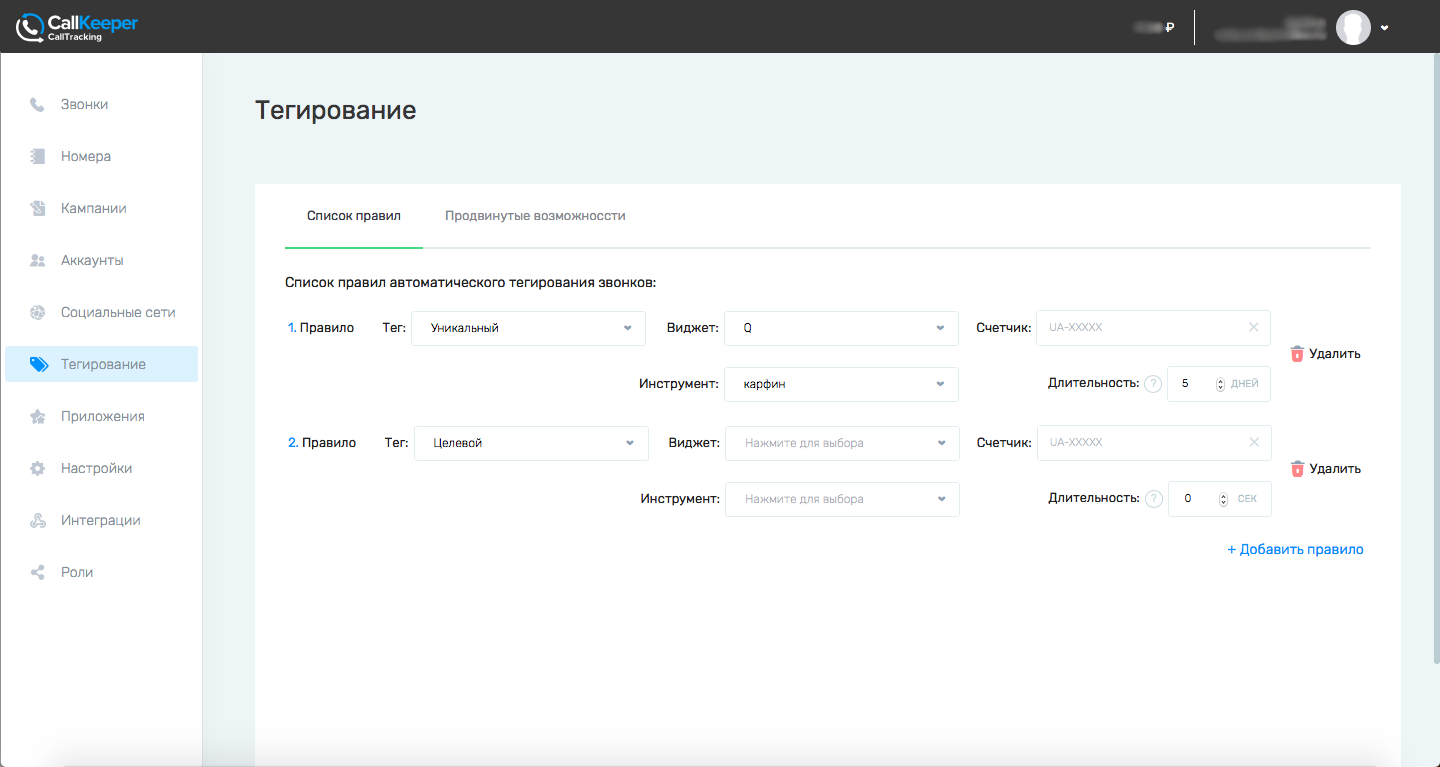 CallKeeper
CallTracking
₽
Звонки
Номера
Кампании
Аккаунты
Социальные сети
Тегирование
Приложения
Настройки
Интеграции
Роли
Тегирование
Список правил Продвинутые возможноссти
Список правил автоматического тегирования звонков:
1. Правило Тег: Уникальный Виджет: Q Счетчик: UA-XXXXX
Удалить
Инструмент: карфин Длительность: ? 5 ДНЕЙ
2. Правило Тег: Целевой Виджет: Нажмите для выбора Счетчик: UA-XXXXX
Удалить
Инструмент: Нажмите для выбора Длительность: ? 0 СЕК
+ Добавить правило